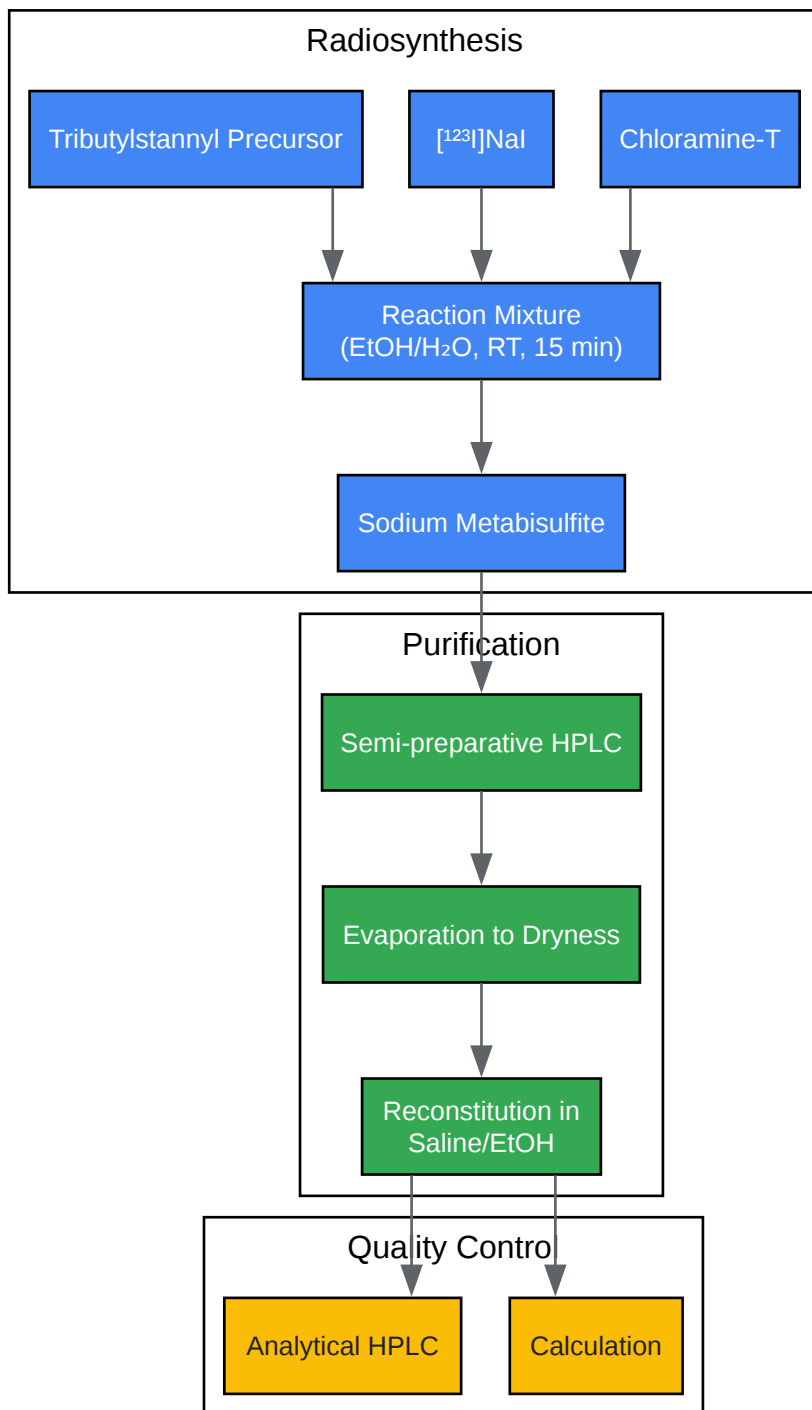 Radiosynthesis
Tributylstannyl Precursor
[¹²³I]NaI
Chloramine-T
Reaction Mixture
(EtOH/H₂O, RT, 15 min)
Sodium Metabisulfite
Purification
Semi-preparative HPLC
Evaporation to Dryness
Reconstitution in
Saline/EtOH
Quality Control
Analytical HPLC
Calculation